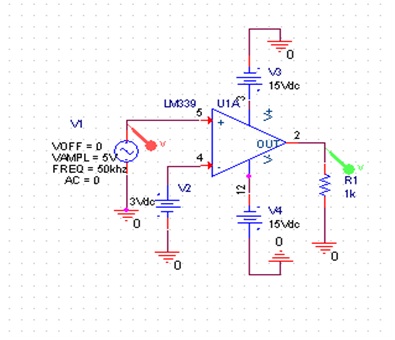 0
V3
15Vdc
LM339
U1A
3
V+
5
+
V1
VOFF = 0
VAMPL = 5V
FREQ = 50khz
AC = 0
V
OUT
2
4
-
V-
V
V2
3Vdc
12
R1
1k
V4
15Vdc
0
0
0
0